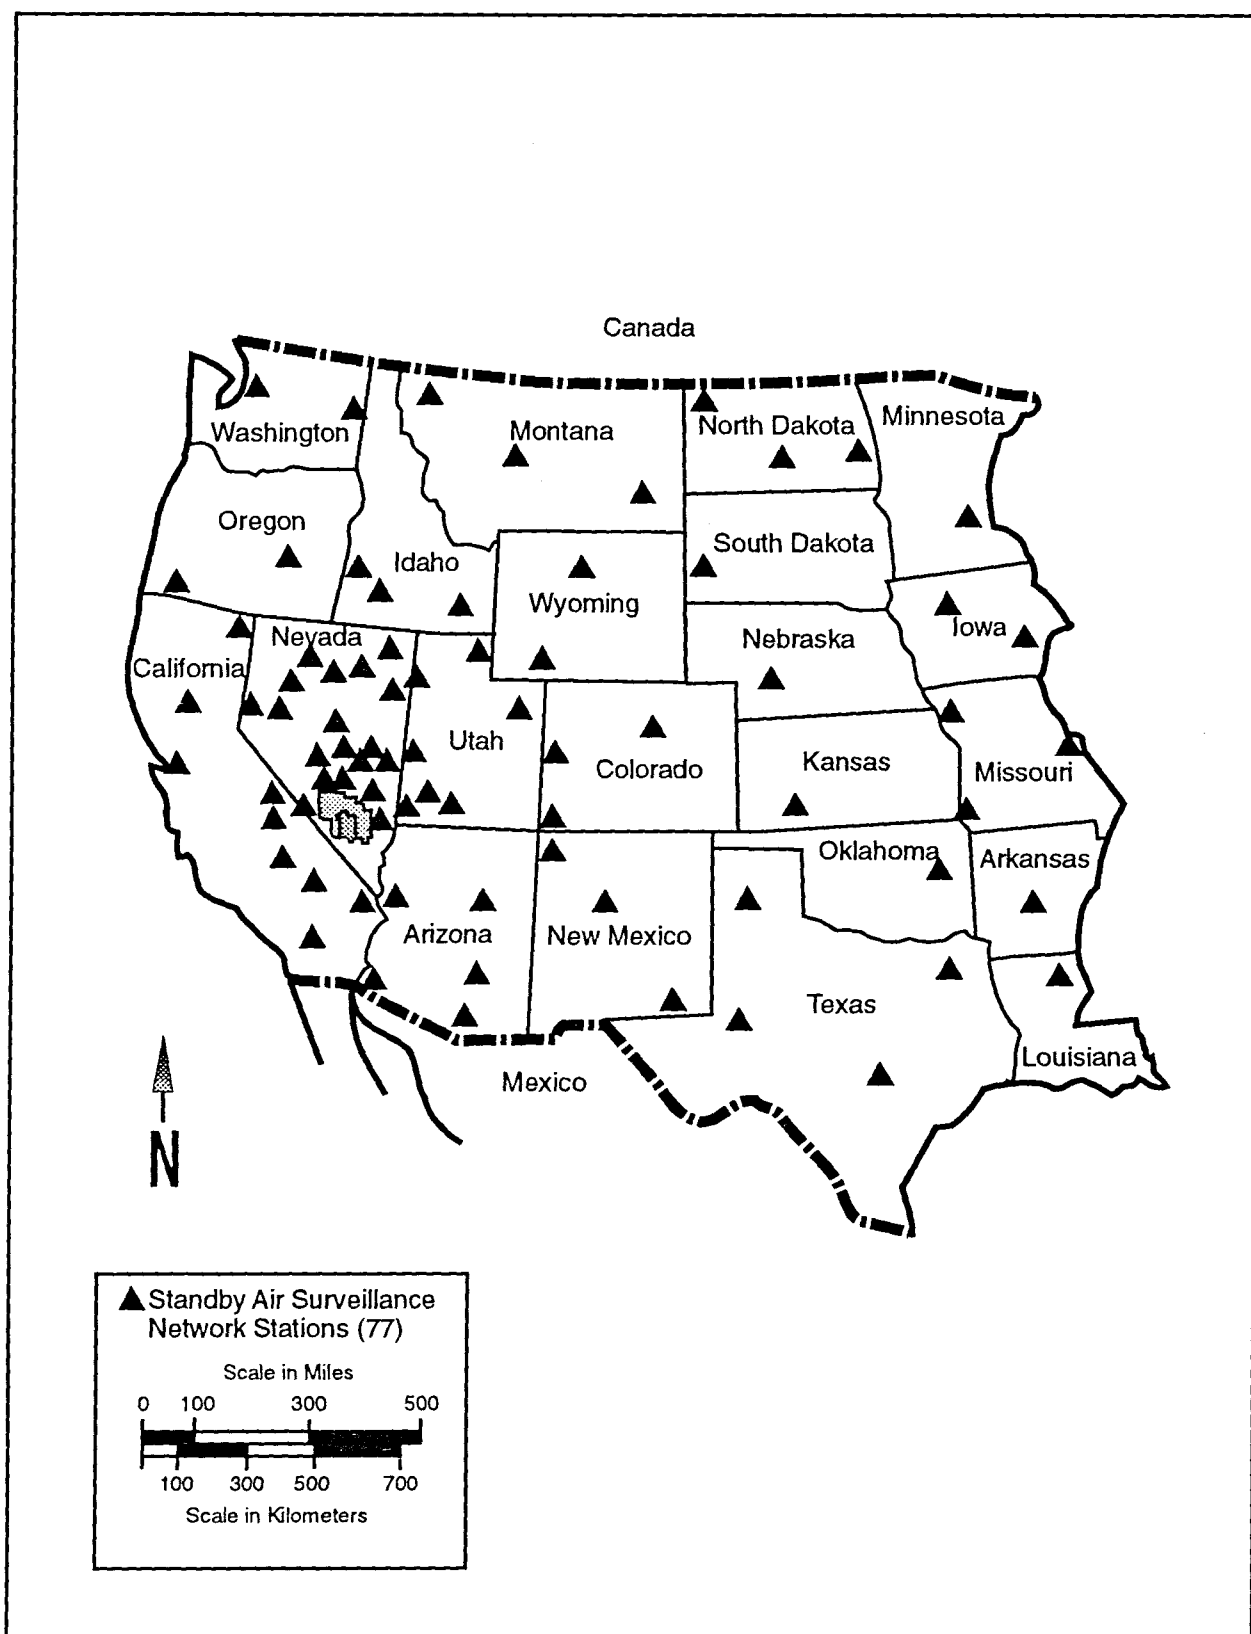 Canada
Washington
Montana
North Dakota
Minnesota
Oregon
Idaho
South Dakota
Wyoming
Nevada
Nebraska
Iowa
California
Utah
Colorado
Kansas
Missouri
Oklahoma
Arkansas
Arizona
New Mexico
Texas
Louisiana
Mexico
N
Standby Air Surveillance
Network Stations (77)
Scale in Miles
0 100 300 500
100 300 500 700
Scale in Kilometers